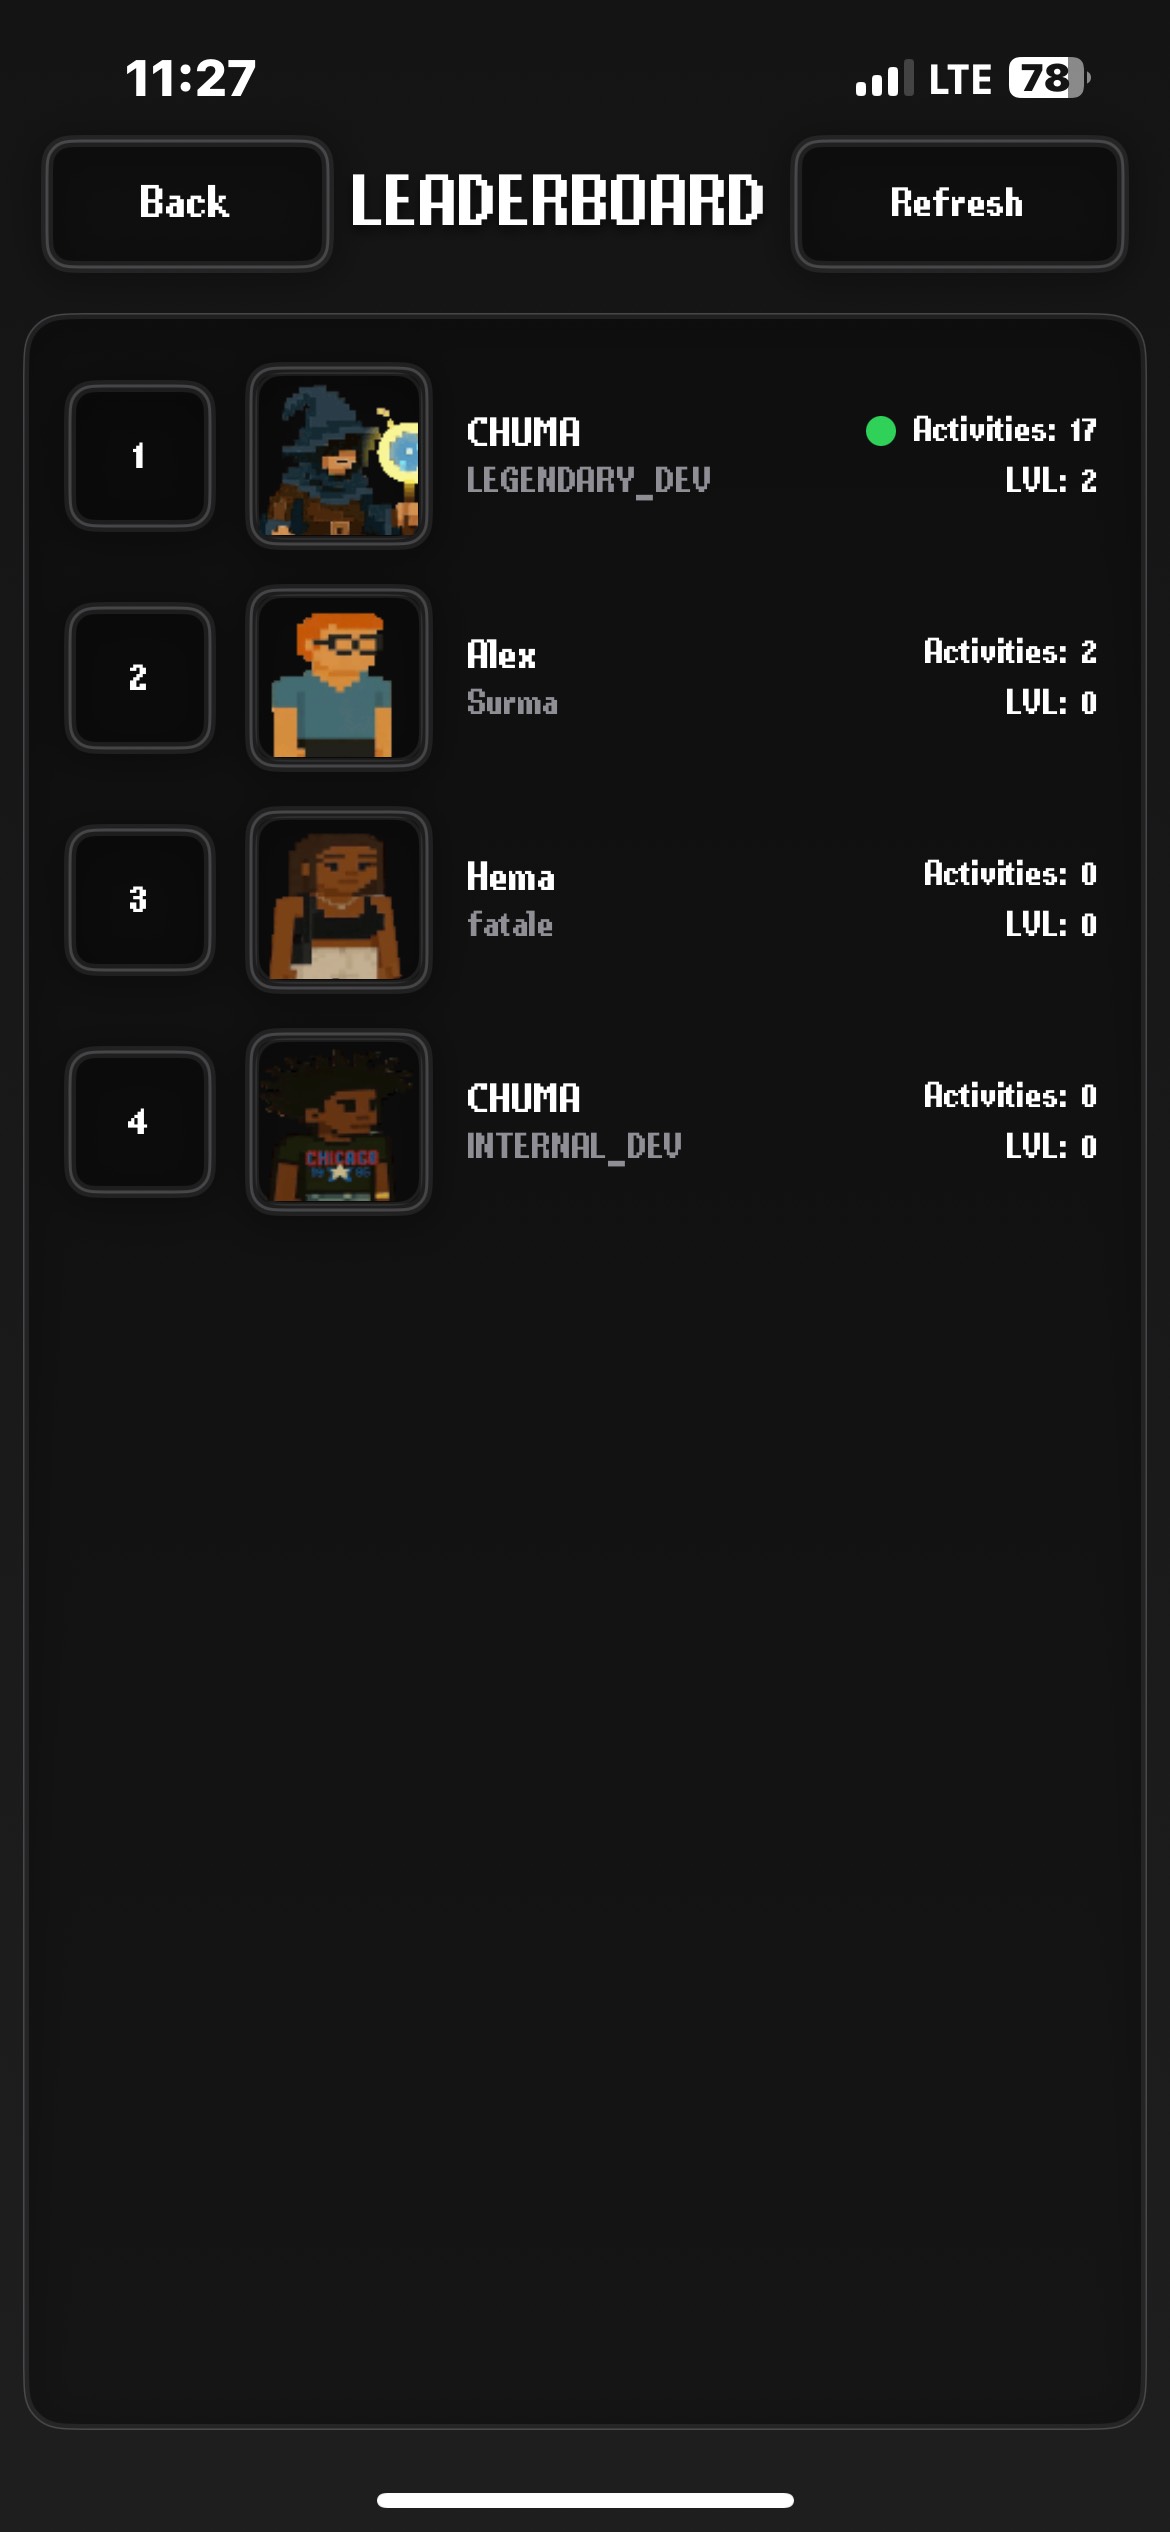 11:27
LTE 78
Back
LEADERBOARD
Refresh
1
CHUMA
LEGENDARY_DEV
Activities: 17
LVL: 2
2
Alex
Surma
Activities: 2
LVL: 0
3
Hema
fatale
Activities: 0
LVL: 0
4
CHICAGO
CHUMA
INTERNAL_DEV
Activities: 0
LVL: 0